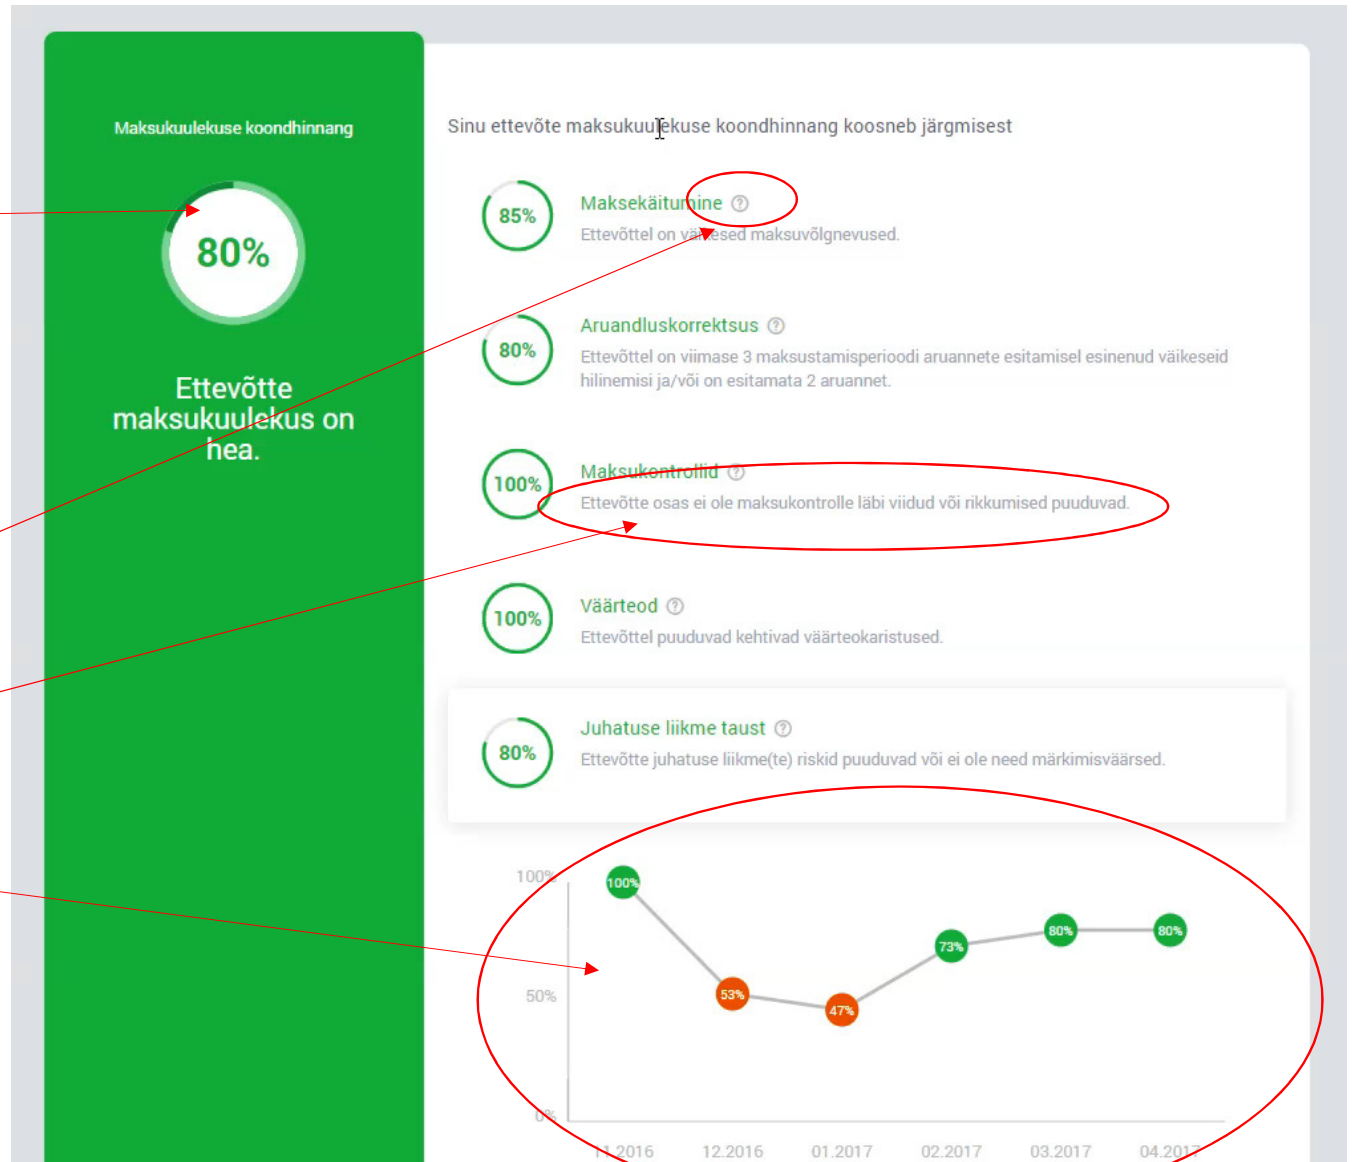 Maksukuulekuse koondhinnang
80%
Ettevõtte
maksukuulekus on
hea.
Sinu ettevõte maksukuulekuse koondhinnang koosneb järgmisest
85%
Maksekäitumine
Ettevõttel on väikesed maksuvõlgnevused.
80%
Aruandluskorrektsus
Ettevõttel on viimase 3 maksustamisperioodi aruannete esitamisel esinenud väikeseid
hilinemisi ja/või on esitamata 2 aruannet.
100%
Maksukontrollid
Ettevõtte osas ei ole maksukontrolle läbi viidud või rikkumised puuduvad.
100%
Väärteod
Ettevõttel puuduvad kehtivad väärteokaristused.
80%
Juhatuse liikme taust
Ettevõtte juhatuse liikme(te) riskid puuduvad või ei ole need märkimisväärsed.
100%
50%
0%
100%
53%
47%
73%
80%
80%
11.2016
12.2016
01.2017
02.2017
03.2017
04.2017